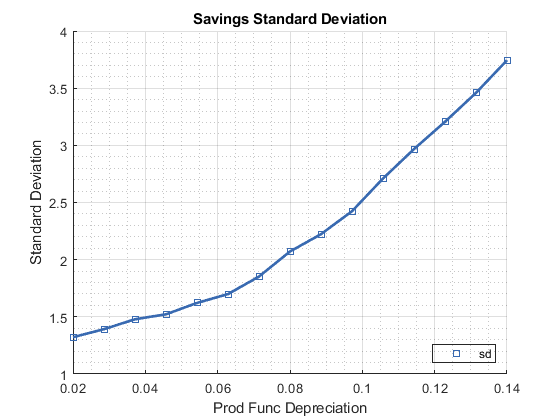 Savings Standard Deviation
4
3.5
3
2.5
2
1.5
1
Standard Deviation
sd
0.02 0.04 0.06 0.08 0.1 0.12 0.14
Prod Func Depreciation